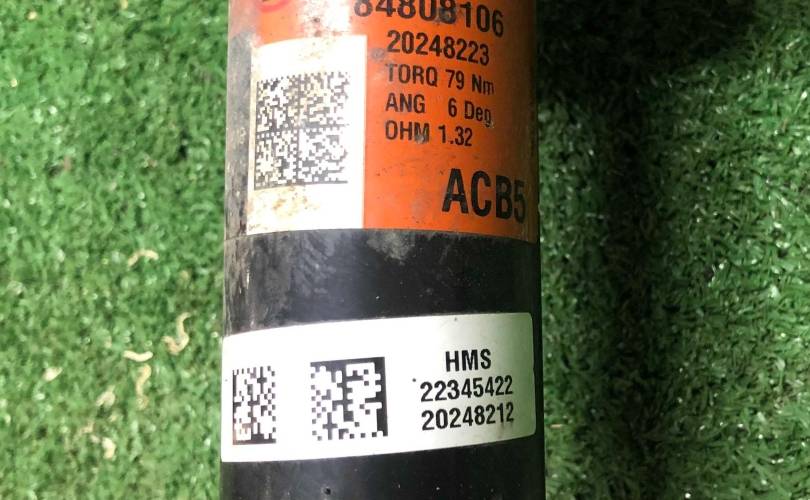 84808106
20248223
TORQ 79 Nm
ANG 6 Deg
OHM 1.32
ACB5
HMS
22345422
20248212